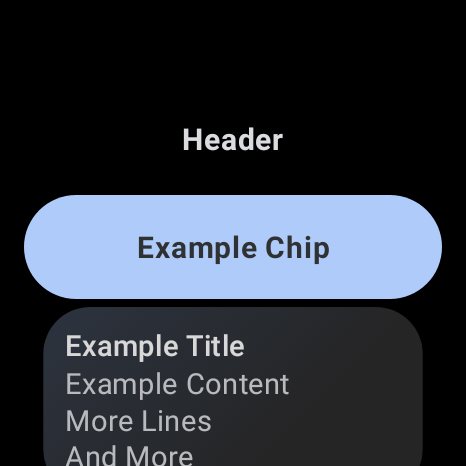 Header
Example Chip
Example Title
Example Content
More Lines
And More